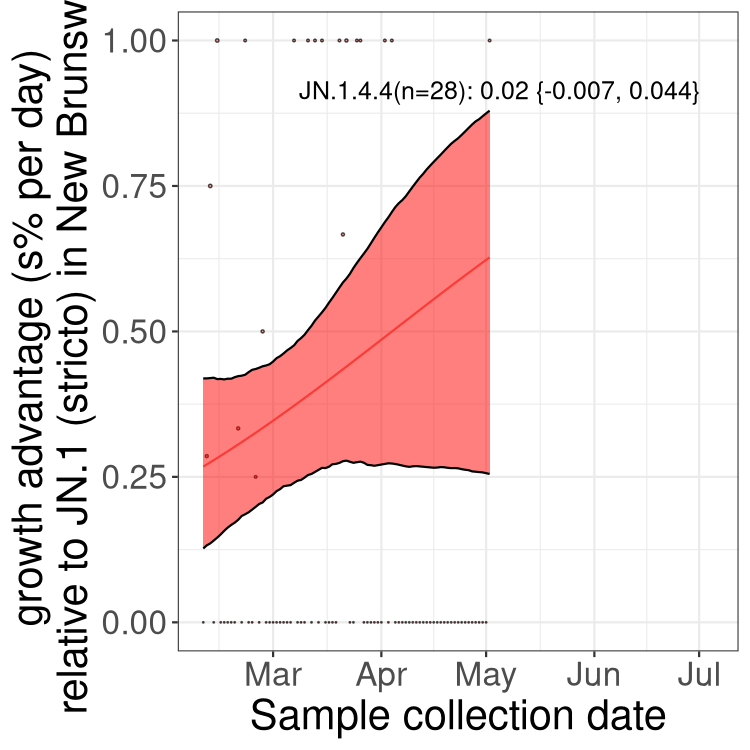 growth advantage (s% per day)
relative to JN.1 (stricto) in New Brunsw
1.00
0.75
0.50
0.25
0.00
JN.1.4.4(n=28): 0.02 {-0.007, 0.044}
Mar Apr May Jun Jul
Sample collection date